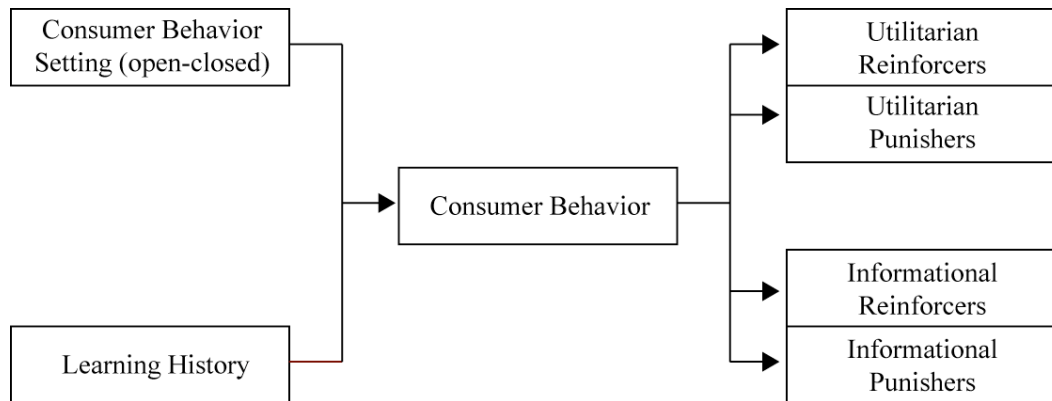 Consumer Behavior
Setting (open-closed)
Learning History
Consumer Behavior
Utilitarian
Reinforcers
Utilitarian
Punishers
Informational
Reinforcers
Informational
Punishers